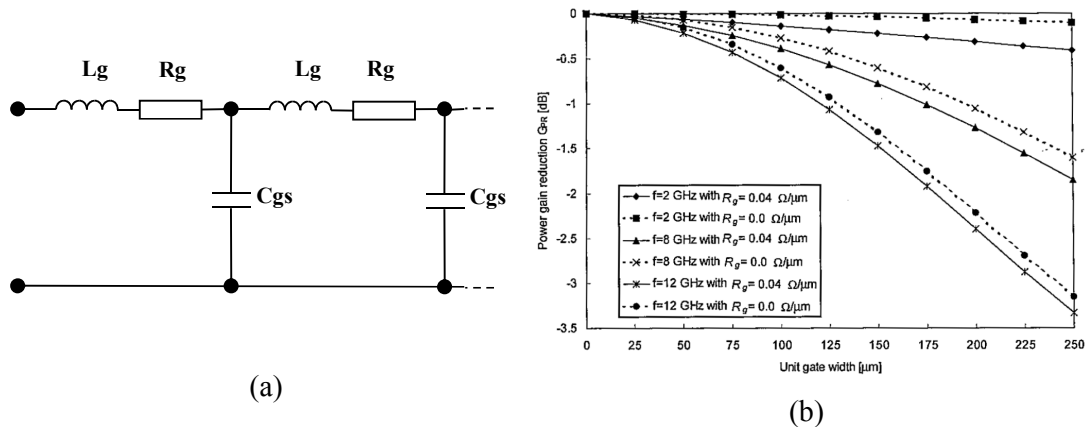 Lg Rg Lg Rg
Cgs Cgs
(a)
Power gain reduction GPR [dB]
0
-0.5
-1
-1.5
-2
-2.5
-3
-3.5
f=2 GHz with Rg = 0.04 Ω/μm
f=2 GHz with Rg = 0.0 Ω/μm
f=8 GHz with Rg = 0.04 Ω/μm
f=8 GHz with Rg = 0.0 Ω/μm
f=12 GHz with Rg = 0.04 Ω/μm
f=12 GHz with Rg = 0.0 Ω/μm
0 25 50 75 100 125 150 175 200 225 250
Unit gate width [μm]
(b)